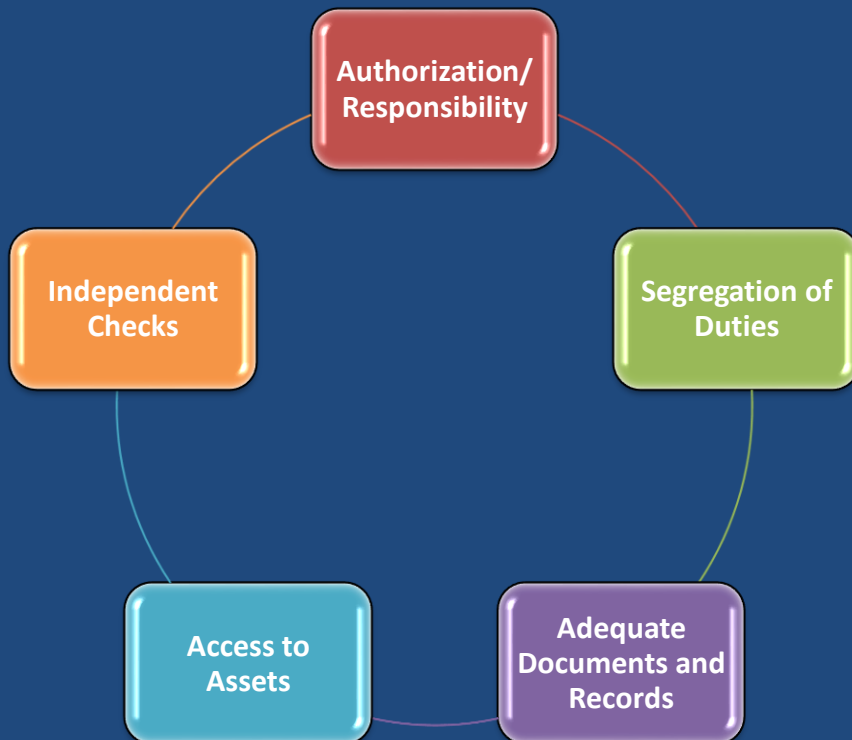 Authorization/
Responsibility
Segregation of
Duties
Adequate
Documents and
Records
Access to
Assets
Independent
Checks